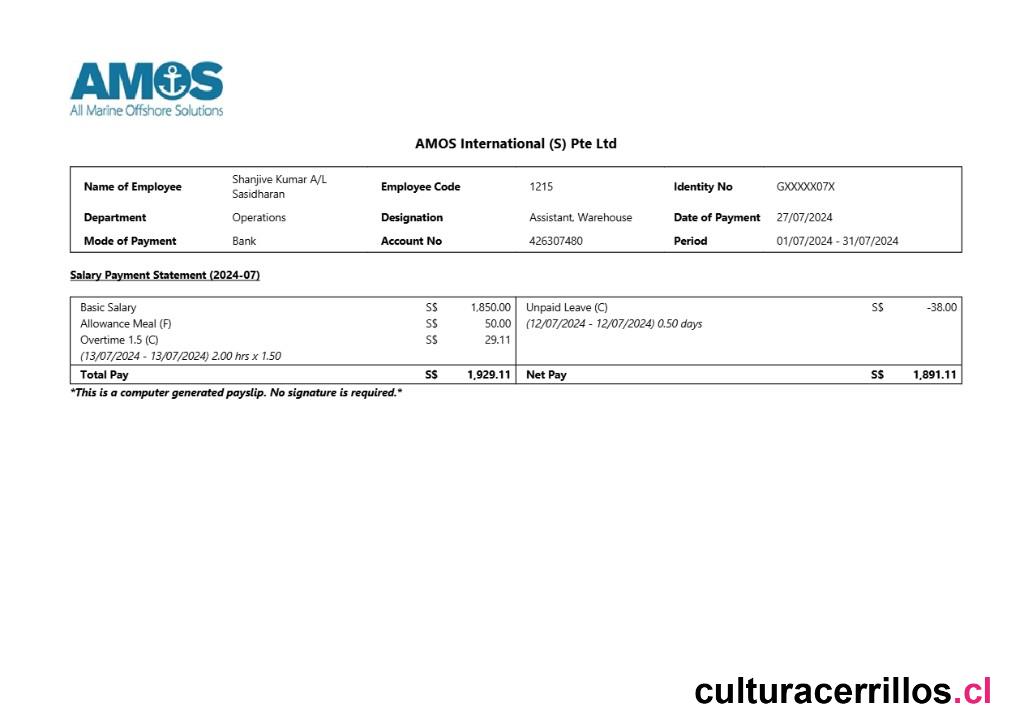 AMOS
All Marine Offshore Solutions
AMOS International (S) Pte Ltd
Name of Employee Shanjive Kumar A/L Sasidharan Employee Code 1215 Identity No GXXXXX07X
Department Operations Designation Assistant, Warehouse Date of Payment 27/07/2024
Mode of Payment Bank Account No 426307480 Period 01/07/2024 - 31/07/2024
Salary Payment Statement (2024-07)
Basic Salary S$ 1,850.00 Unpaid Leave (C) S$ -38.00
Allowance Meal (F) S$ 50.00 (12/07/2024 - 12/07/2024) 0.50 days
Overtime 1.5 (C) S$ 29.11
(13/07/2024 - 13/07/2024) 2.00 hrs x 1.50
Total Pay S$ 1,929.11 Net Pay S$ 1,891.11
*This is a computer generated payslip. No signature is required.*
culturacerrillos.cl